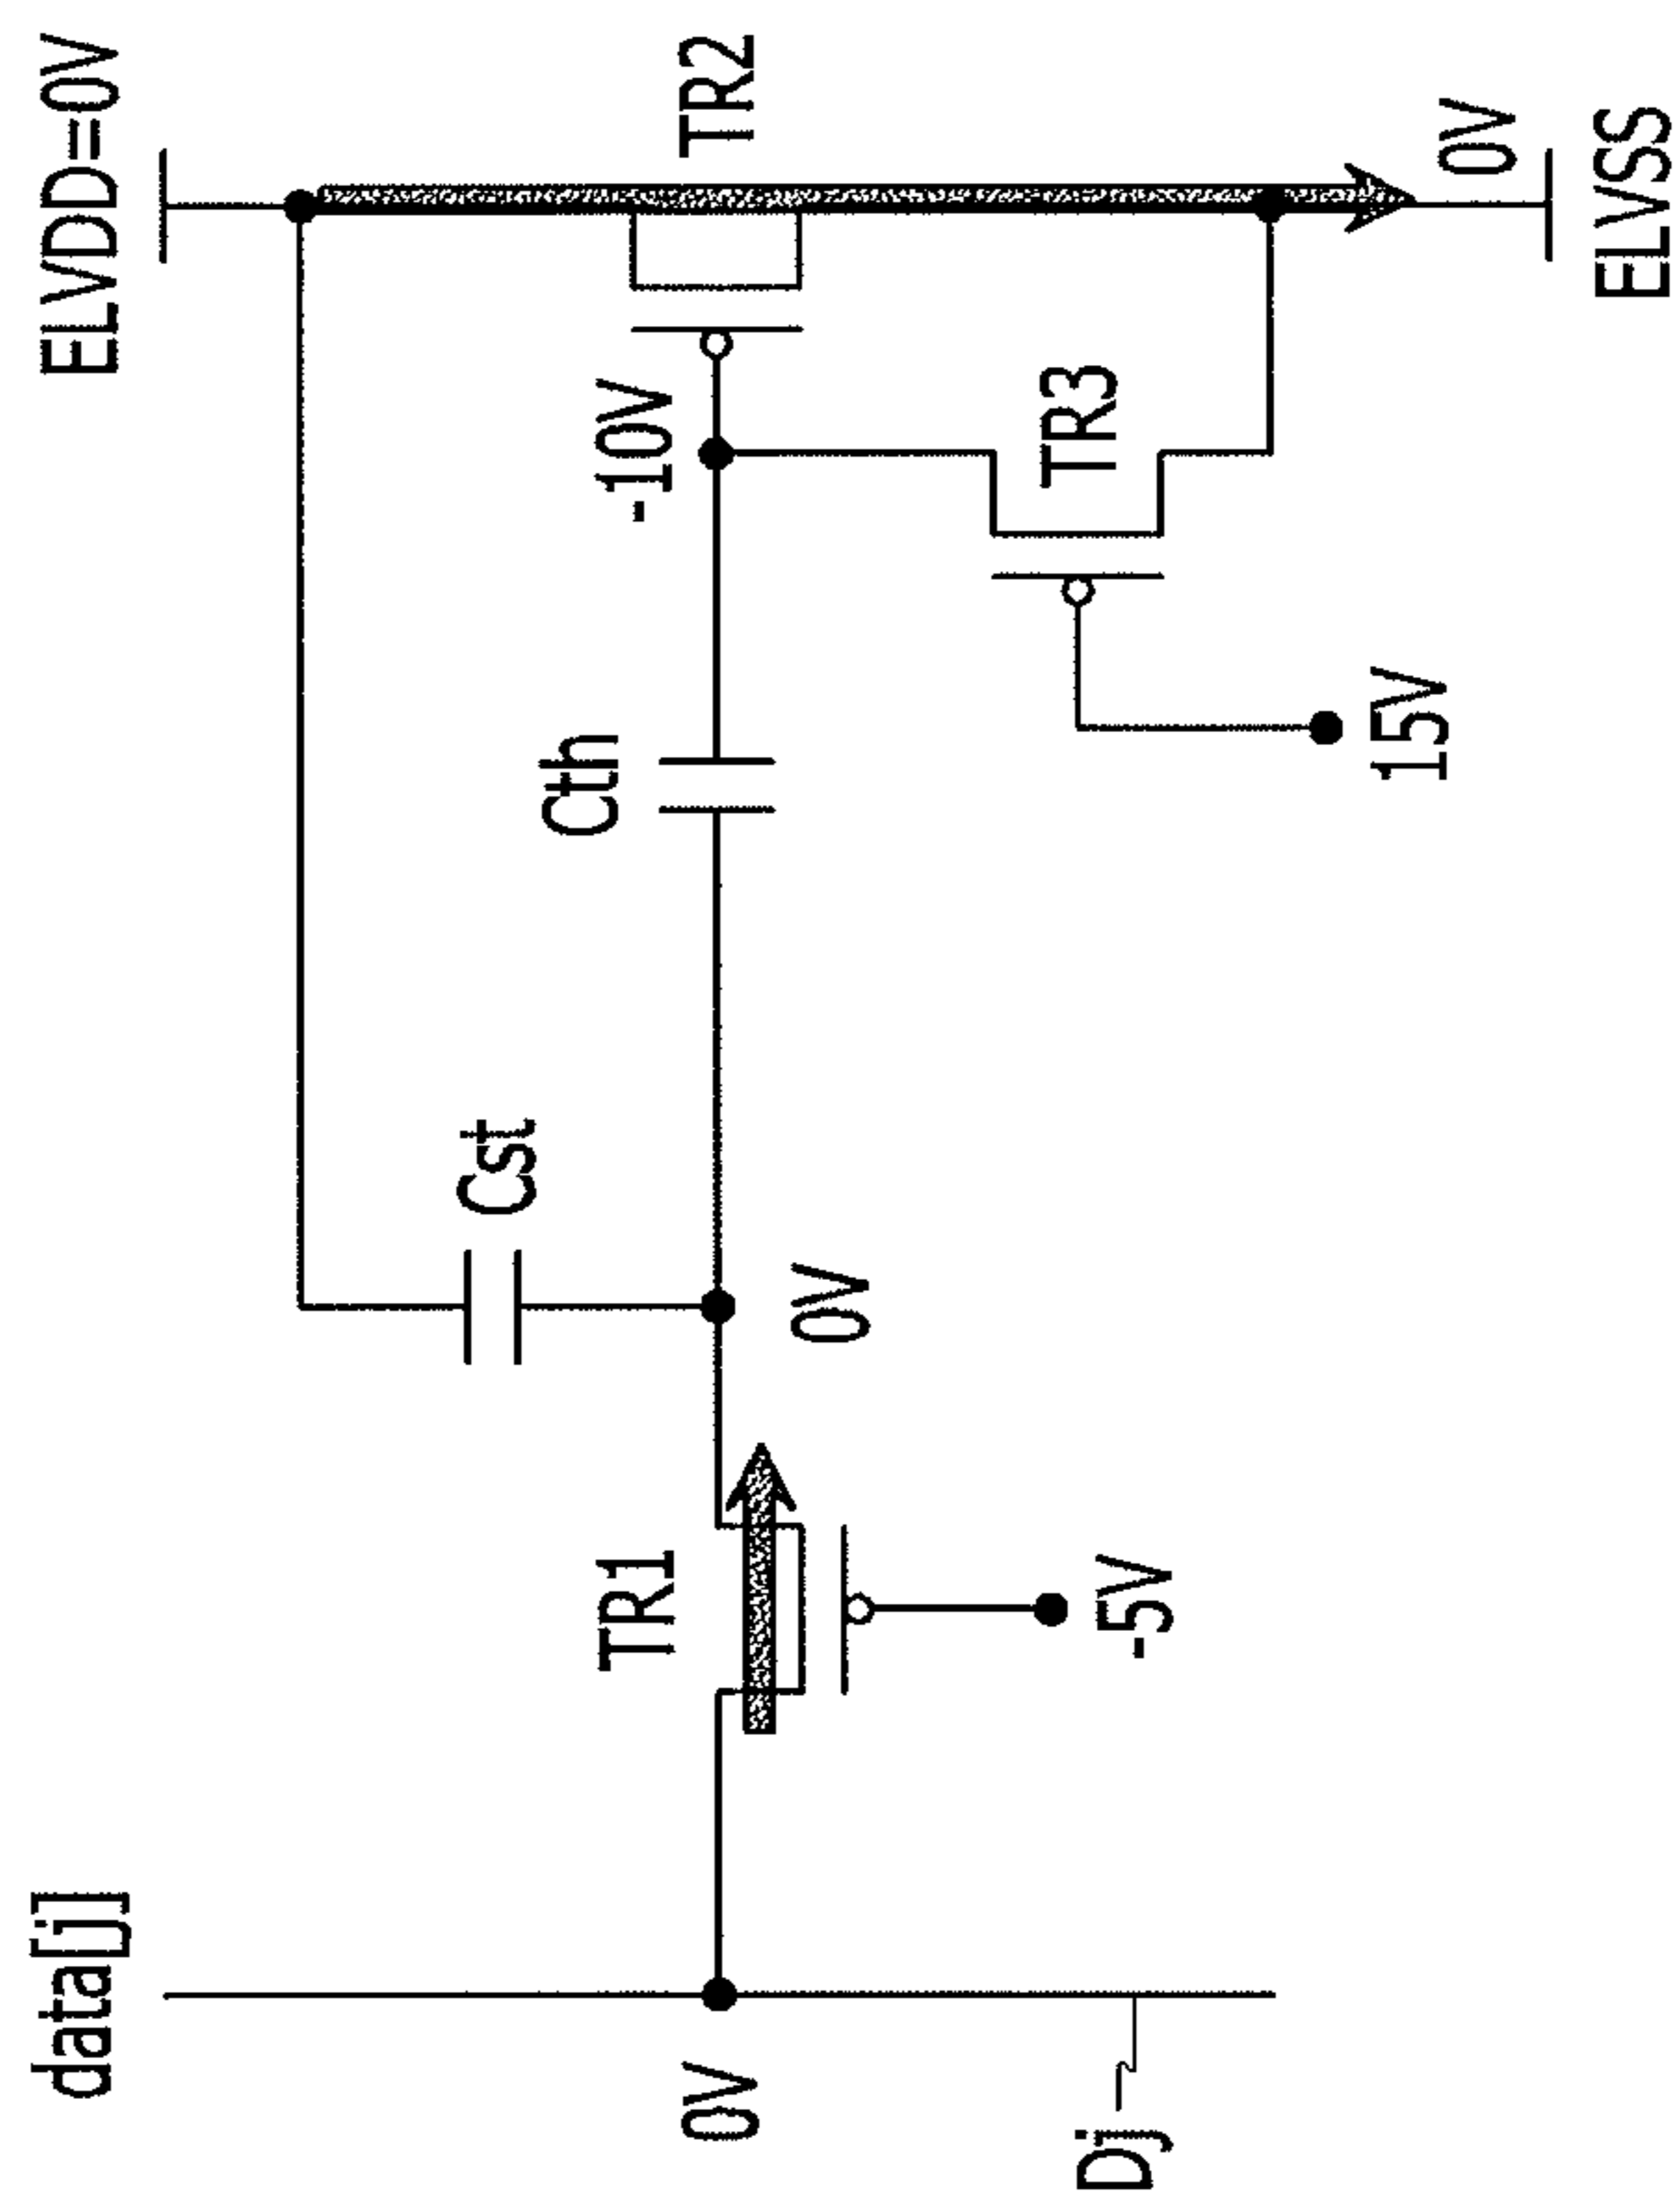 data[j]
ELVDD=0V
Cst
Cth
TR1
-10V
TR2
0V
0V
TR3
-5V
Dj
15V
0V
ELVSS